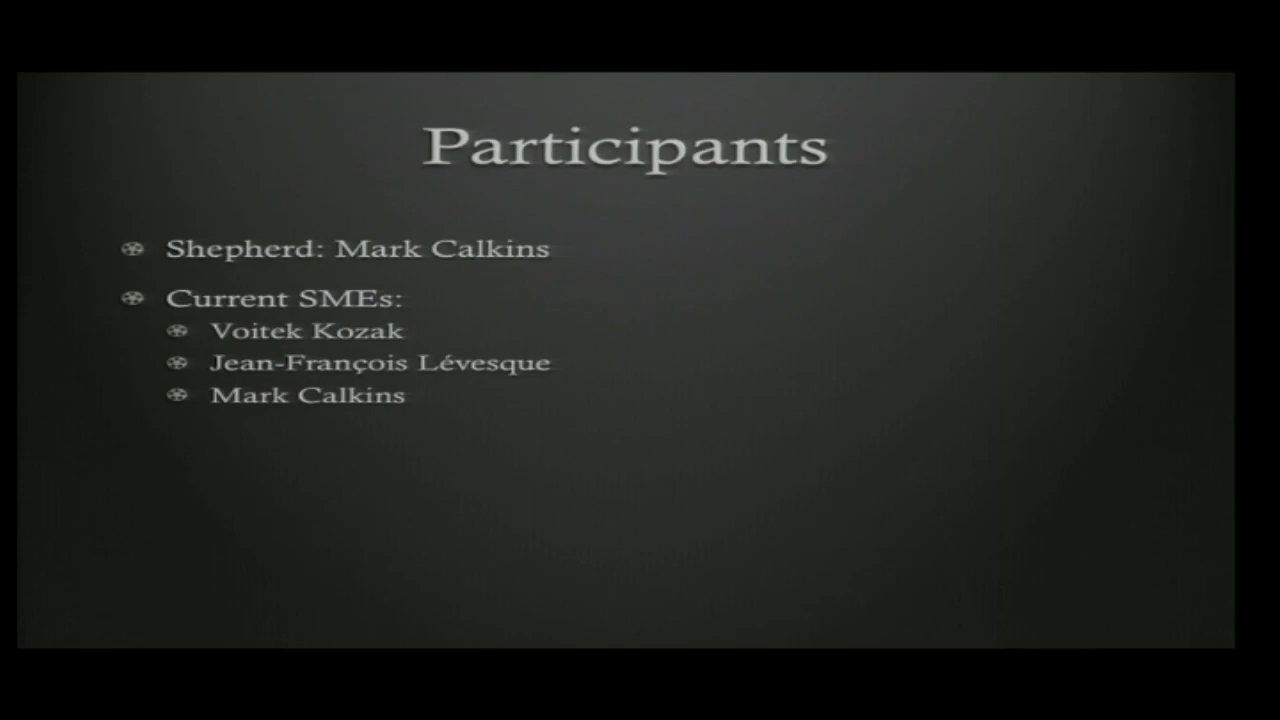 Participants
Shepherd: Mark Calkins
Current SMEs:
Voitek Kozak
Jean-François Lévesque
Mark Calkins